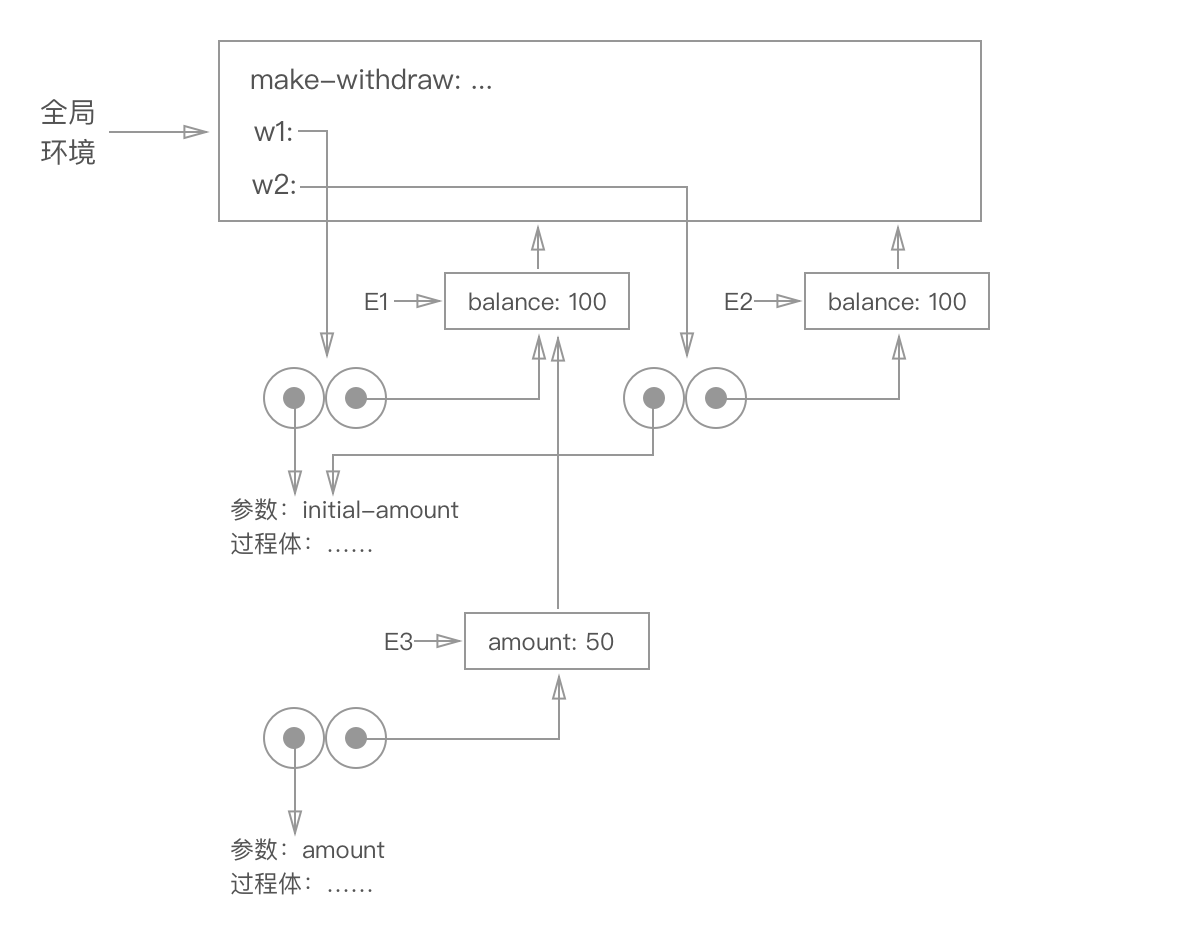 make–withdraw: ...
全局
环境
w1:
w2:
E1
balance: 100
E2
balance: 100
参数：initial–amount
过程体：……
E3
amount: 50
参数：amount
过程体：……